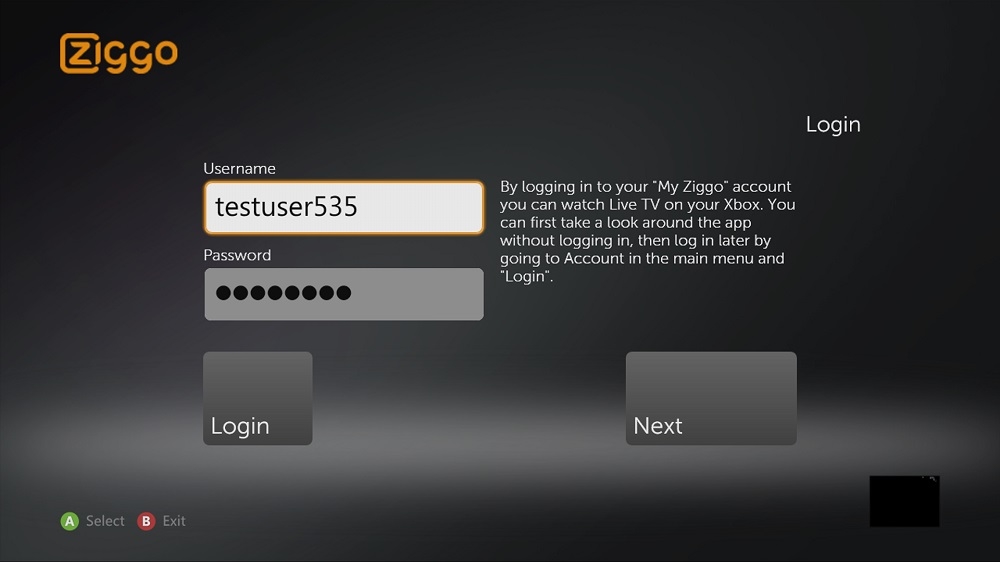 ziggo
Login
Username
testuser535
Password
By logging in to your "My Ziggo" account
you can watch Live TV on your Xbox. You
can first take a look around the app
without logging in, then log in later by
going to Account in the main menu and
"Login".
Login
Next
A Select B Exit